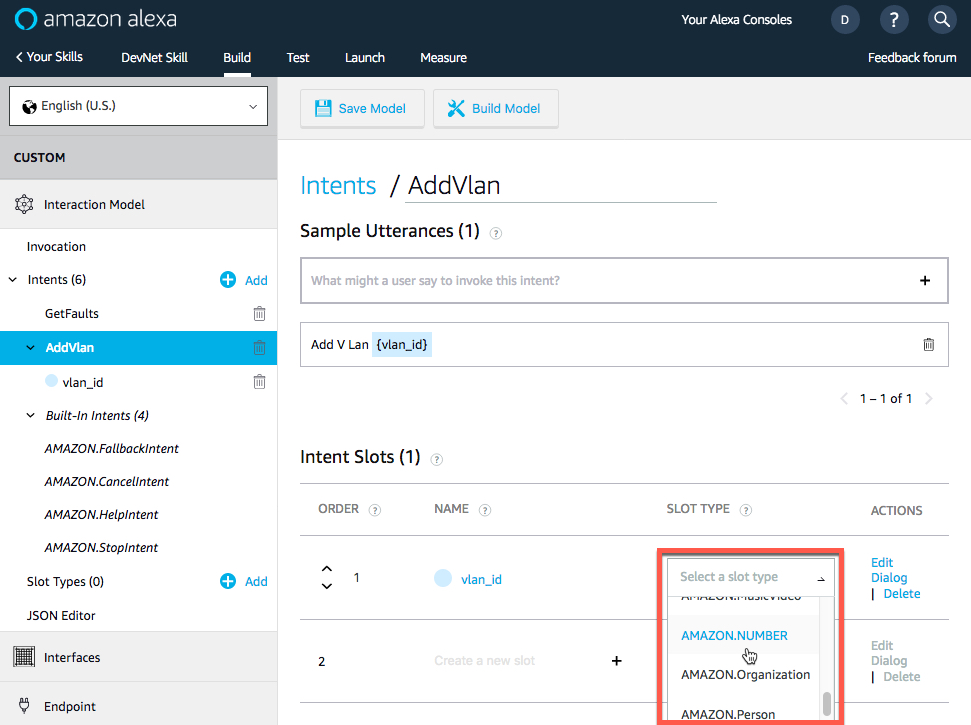 amazon alexa
Your Alexa Consoles
D
?
Your Skills
DevNet Skill
Build
Test
Launch
Measure
Feedback forum
English (U.S.)
Save Model
Build Model
CUSTOM
Interaction Model
Invocation
Intents (6)
Add
GetFaults
AddVlan
vlan_id
Built-In Intents (4)
AMAZON.FallbackIntent
AMAZON.CancelIntent
AMAZON.HelpIntent
AMAZON.StopIntent
Slot Types (0)
Add
JSON Editor
Interfaces
Endpoint
Intents / AddVlan
Sample Utterances (1) ?
What might a user say to invoke this intent? +
Add V Lan {vlan_id}
1 – 1 of 1
Intent Slots (1) ?
ORDER ? NAME ? SLOT TYPE ? ACTIONS
1 vlan_id
Select a slot type
AMAZON.MusicVideo
AMAZON.NUMBER
AMAZON.Organization
AMAZON.Person
Edit
Dialog
| Delete
2 Create a new slot +
Edit
Dialog
| Delete